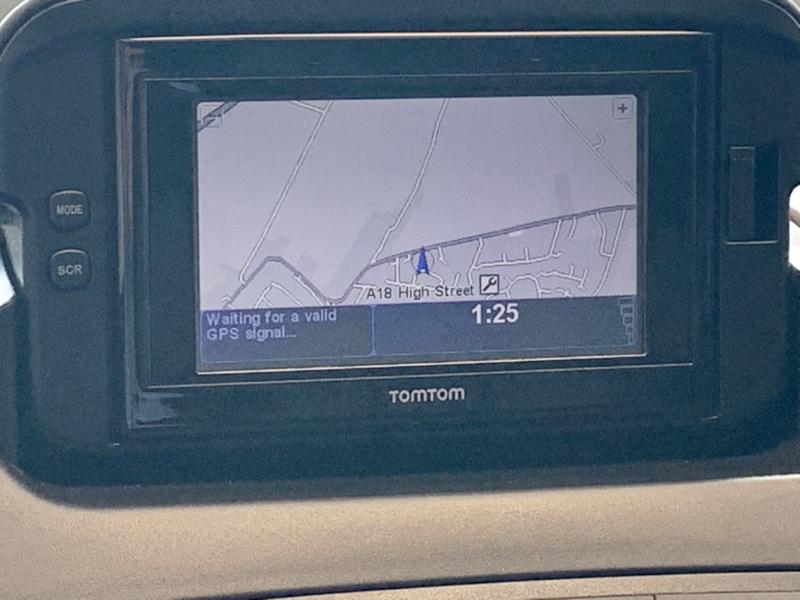 +
MODE
SCR
A18 High Street
Waiting for a valid
GPS signal...
1:25
TOMTOM